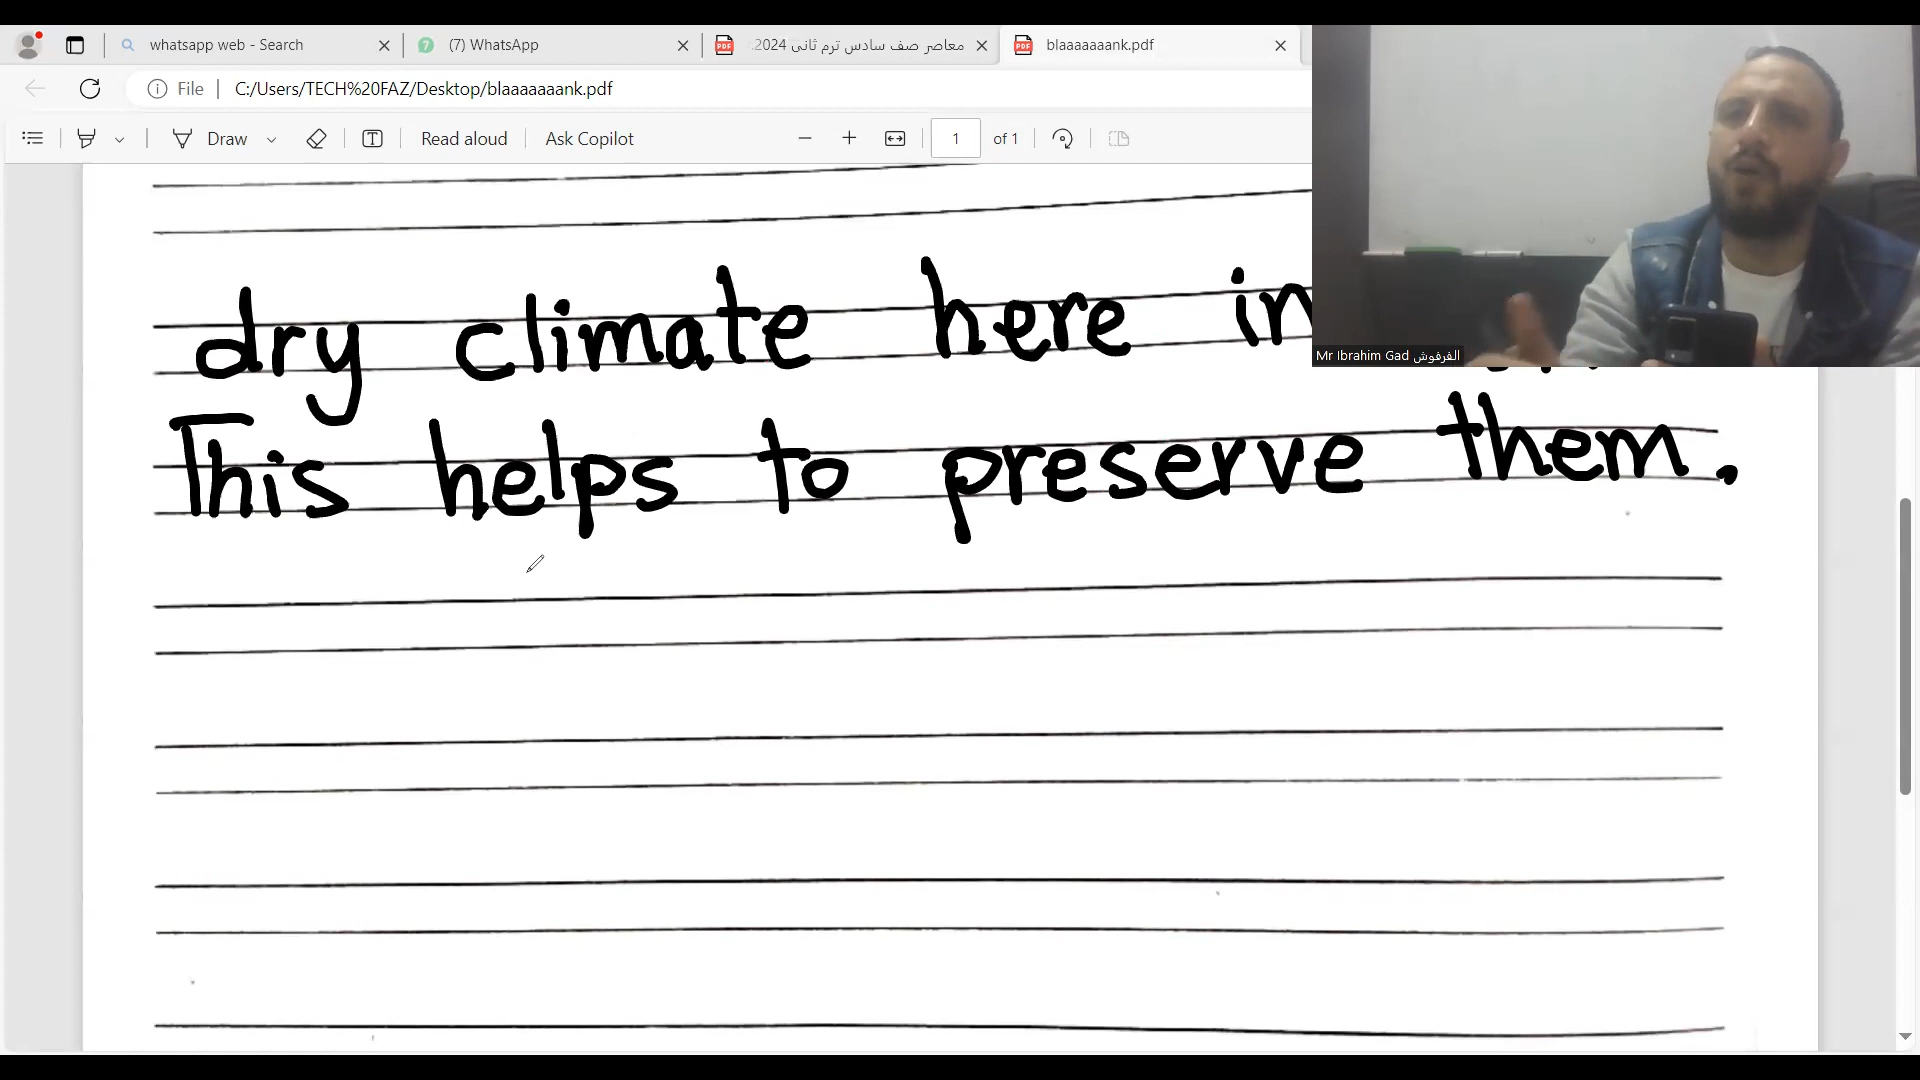 whatsapp web - Search
(7) WhatsApp
معاصر صف سادس ترم ثانى 2024
blaaaaaaank.pdf
File
C:/Users/TECH%20FAZ/Desktop/blaaaaaaank.pdf
Draw
Read aloud
Ask Copilot
1
of 1
dry climate here in
This helps to preserve them.
Mr Ibrahim Gad الفرفوش